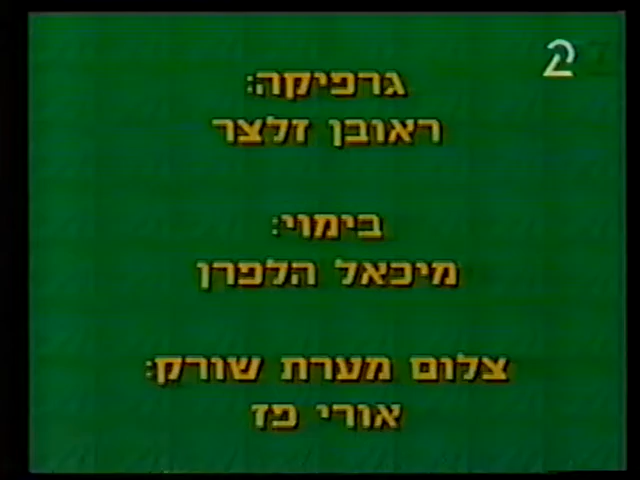 2
גרפיקה:
ראובן זלצר
בימוי:
מיכאל הלפרן
צלום מערת שורק:
אורי פז